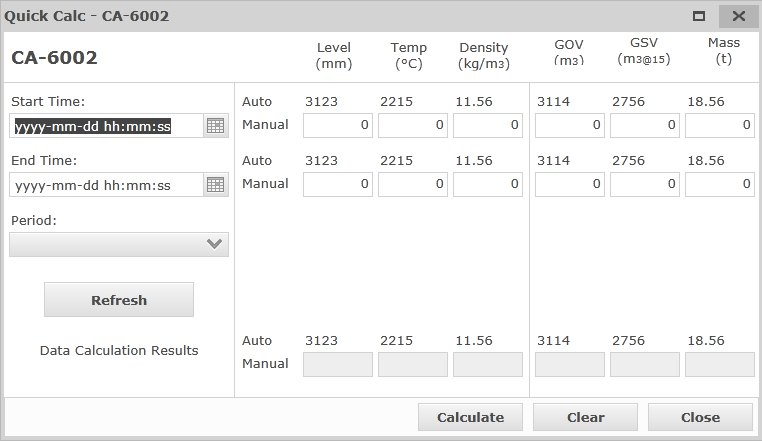 Quick Calc - CA-6002
CA-6002
Level (mm)
Temp (°C)
Density (kg/m3)
GOV (m3)
GSV (m3@15)
Mass (t)
Start Time:
yyyy-mm-dd hh:mm:ss
Auto 3123 2215 11.56 3114 2756 18.56
Manual 0 0 0 0 0 0
End Time:
yyyy-mm-dd hh:mm:ss
Auto 3123 2215 11.56 3114 2756 18.56
Manual 0 0 0 0 0 0
Period:
Refresh
Data Calculation Results
Auto 3123 2215 11.56 3114 2756 18.56
Manual
Calculate Clear Close